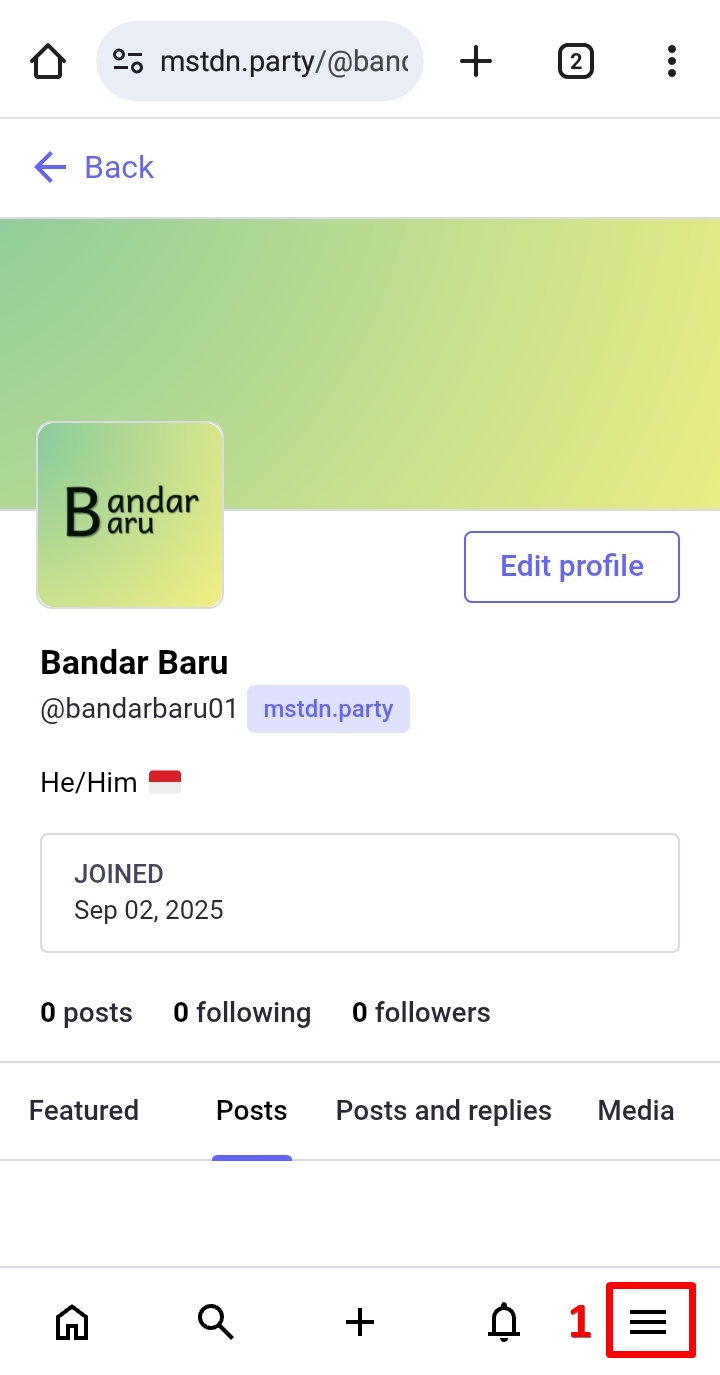 2
mstdn.party/@band
Back
Bandar
Baru
Edit profile
Bandar Baru
@bandarbaru01 mstdn.party
He/Him 🇮🇩
JOINED
Sep 02, 2025
0 posts 0 following 0 followers
Featured Posts Posts and replies Media
1